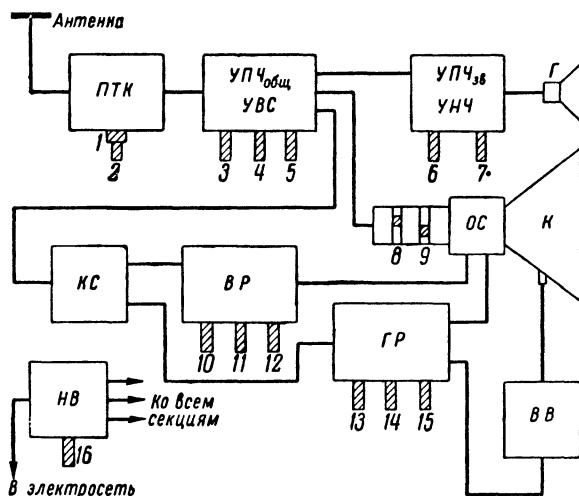 Антенна
ПТК
УПЧобщ
УВС
УПЧзв
УНЧ
Г
1
2
3
4
5
6
7.
8
9
ОС
К
КС
ВР
10
11
12
ГР
13
14
15
НВ
Ко всем
секциям
16
ВВ
В электросеть